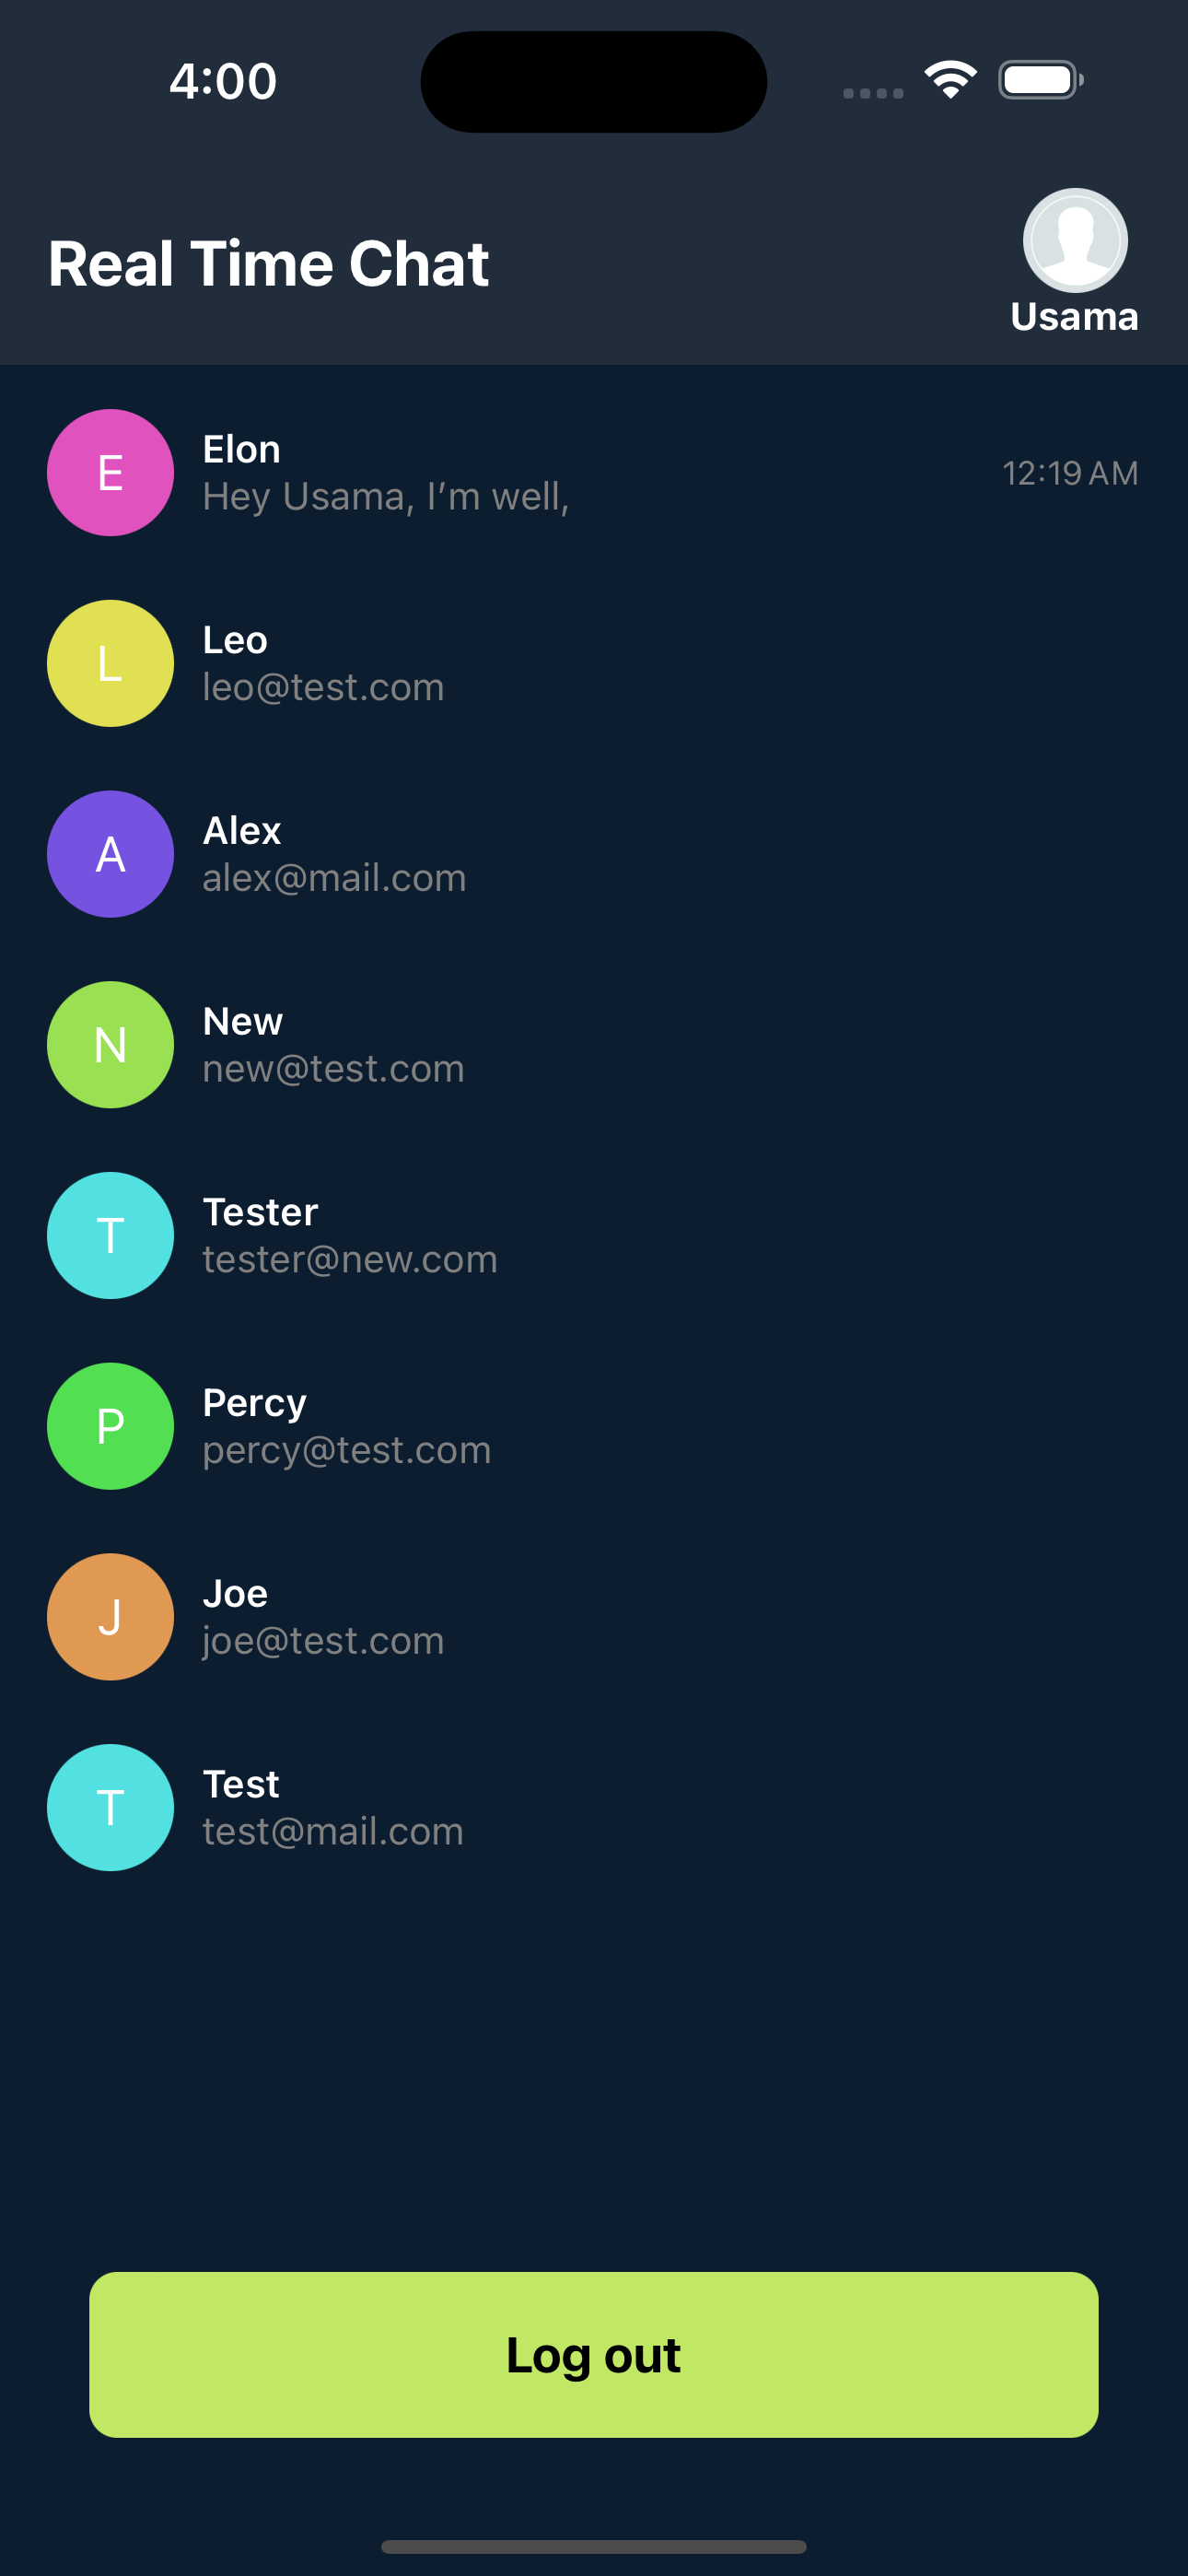 4:00
Real Time Chat
Usama
E
Elon
Hey Usama, I’m well,
12:19 AM
L
Leo
leo@test.com
A
Alex
alex@mail.com
N
New
new@test.com
T
Tester
tester@new.com
P
Percy
percy@test.com
J
Joe
joe@test.com
T
Test
test@mail.com
Log out